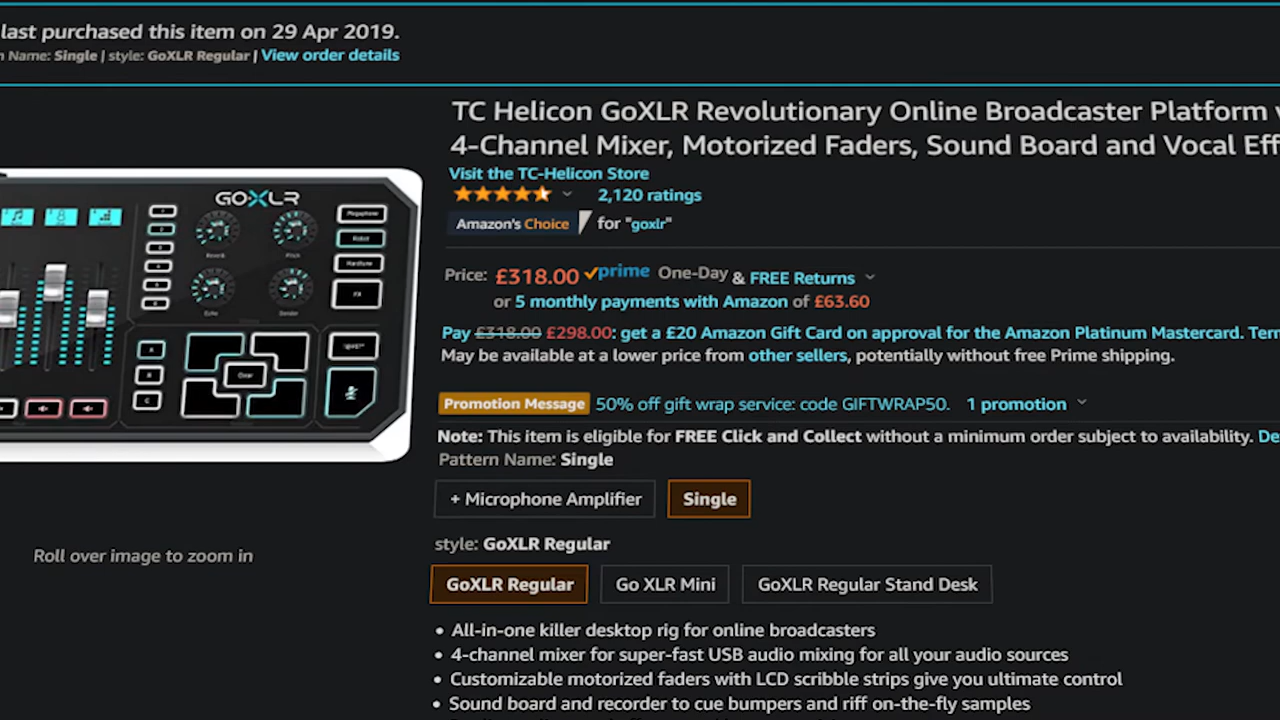 last purchased this item on 29 Apr 2019.
Name: Single | style: GoXLR Regular | View order details
TC Helicon GoXLR Revolutionary Online Broadcaster Platform
4-Channel Mixer, Motorized Faders, Sound Board and Vocal Eff
Visit the TC-Helicon Store
2,120 ratings
Amazon's Choice for "goxlr"
Price: £318.00 prime One-Day & FREE Returns
or 5 monthly payments with Amazon of £63.60
Pay £318.00 £298.00: get a £20 Amazon Gift Card on approval for the Amazon Platinum Mastercard. Term
May be available at a lower price from other sellers, potentially without free Prime shipping.
Promotion Message 50% off gift wrap service: code GIFTWRAP50. 1 promotion
Note: This item is eligible for FREE Click and Collect without a minimum order subject to availability. De
Pattern Name: Single
+ Microphone Amplifier Single
style: GoXLR Regular
GoXLR Regular Go XLR Mini GoXLR Regular Stand Desk
• All-in-one killer desktop rig for online broadcasters
• 4-channel mixer for super-fast USB audio mixing for all your audio sources
• Customizable motorized faders with LCD scribble strips give you ultimate control
• Sound board and recorder to cue bumpers and riff on-the-fly samples
GOXLR
Megaphone
Robot
Hardtune
FX
Reverb Pitch
Echo Gender
Roll over image to zoom in